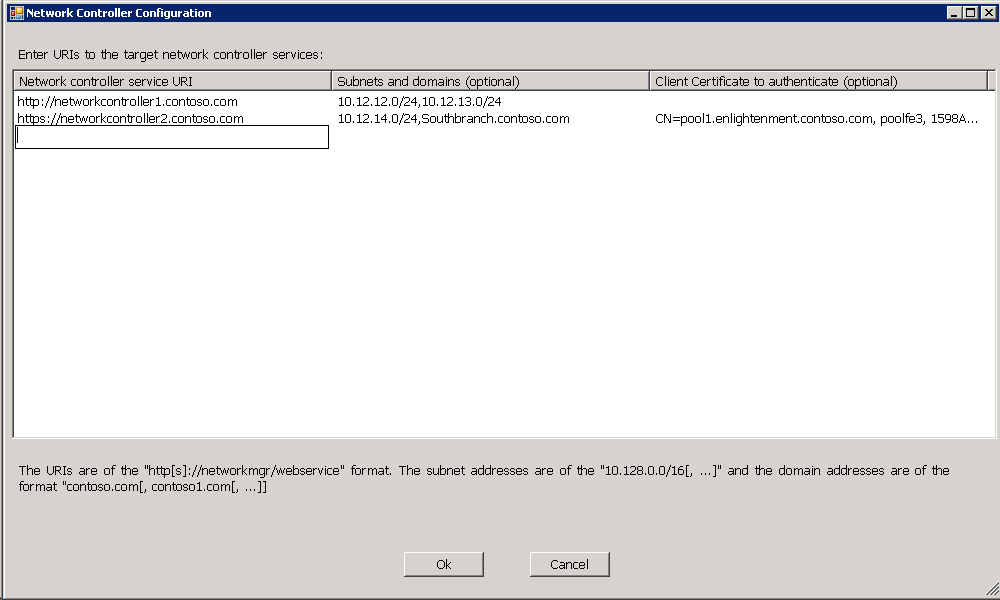 Network Controller Configuration
Enter URIs to the target network controller services:
Network controller service URI Subnets and domains (optional) Client Certificate to authenticate (optional)
http://networkcontroller1.contoso.com 10.12.12.0/24,10.12.13.0/24
https://networkcontroller2.contoso.com 10.12.14.0/24,Southbranch.contoso.com CN=pool1.enlightenment.contoso.com, poolfe3, 1598A...
The URIs are of the "http[s]://networkmgr/webservice" format. The subnet addresses are of the "10.128.0.0/16[, ...]" and the domain addresses are of the
format "contoso.com[, contoso1.com[, ...]]
Ok Cancel